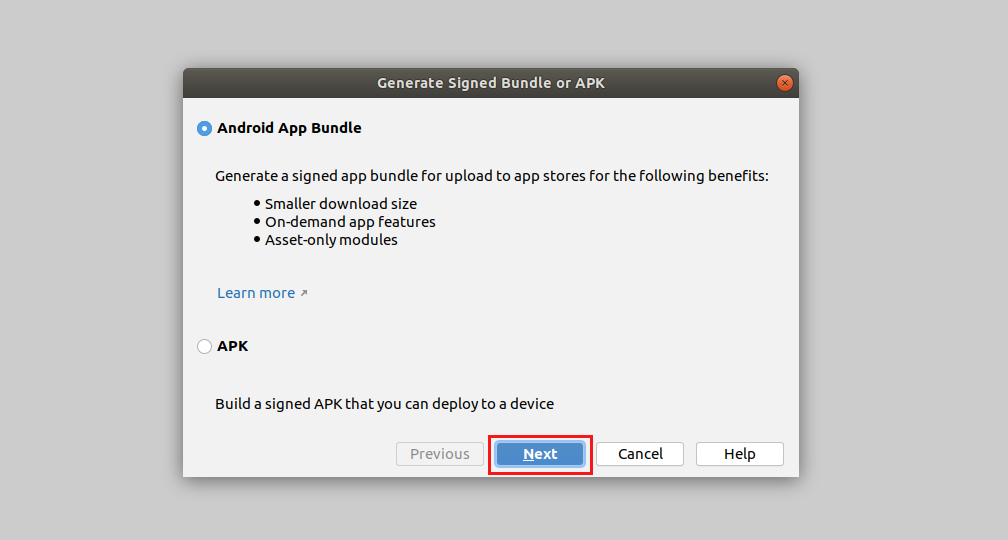 Generate Signed Bundle or APK
Android App Bundle
Generate a signed app bundle for upload to app stores for the following benefits:
• Smaller download size
• On-demand app features
• Asset-only modules
Learn more ↗
APK
Build a signed APK that you can deploy to a device
Previous Next Cancel Help